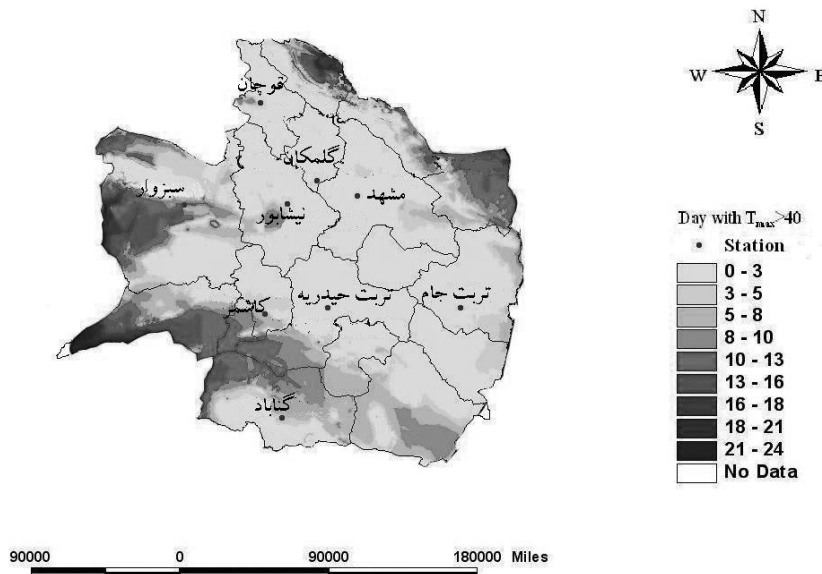 N
W E
S
قوچان
گلمکان
سبزوار
نیشابور
مشهد
کاشمر
تربت حیدریه
تربت جام
گناباد
Day with Tmax>40
Station
0 - 3
3 - 5
5 - 8
8 - 10
10 - 13
13 - 16
16 - 18
18 - 21
21 - 24
No Data
90000 0 90000 180000 Miles